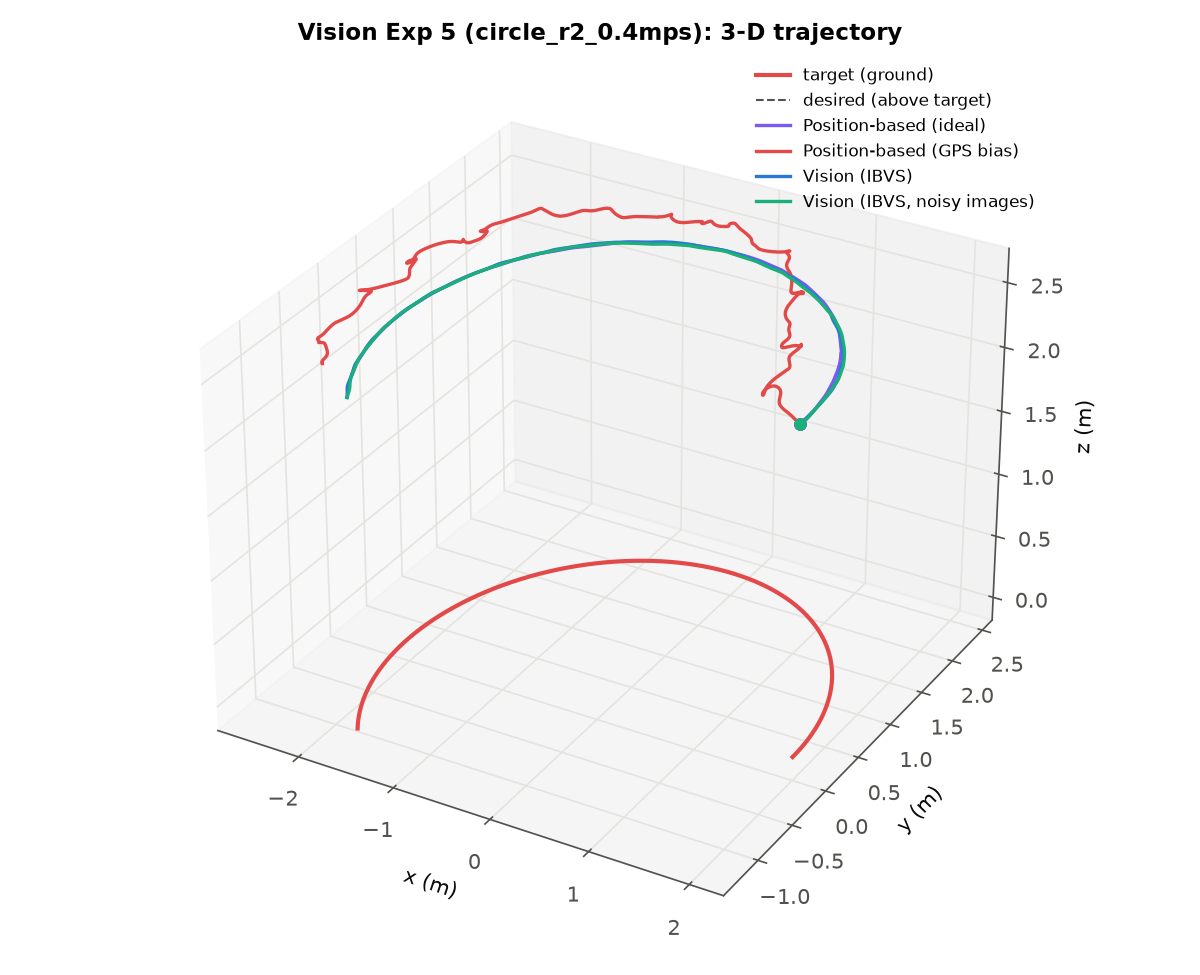 Vision Exp 5 (circle_r2_0.4mps): 3-D trajectory
target (ground)
desired (above target)
Position-based (ideal)
Position-based (GPS bias)
Vision (IBVS)
Vision (IBVS, noisy images)
2.5
2.0
1.5
1.0
0.5
0.0
z (m)
2.5
2.0
1.5
1.0
0.5
0.0
−0.5
−1.0
y (m)
−2
−1
0
1
2
x (m)